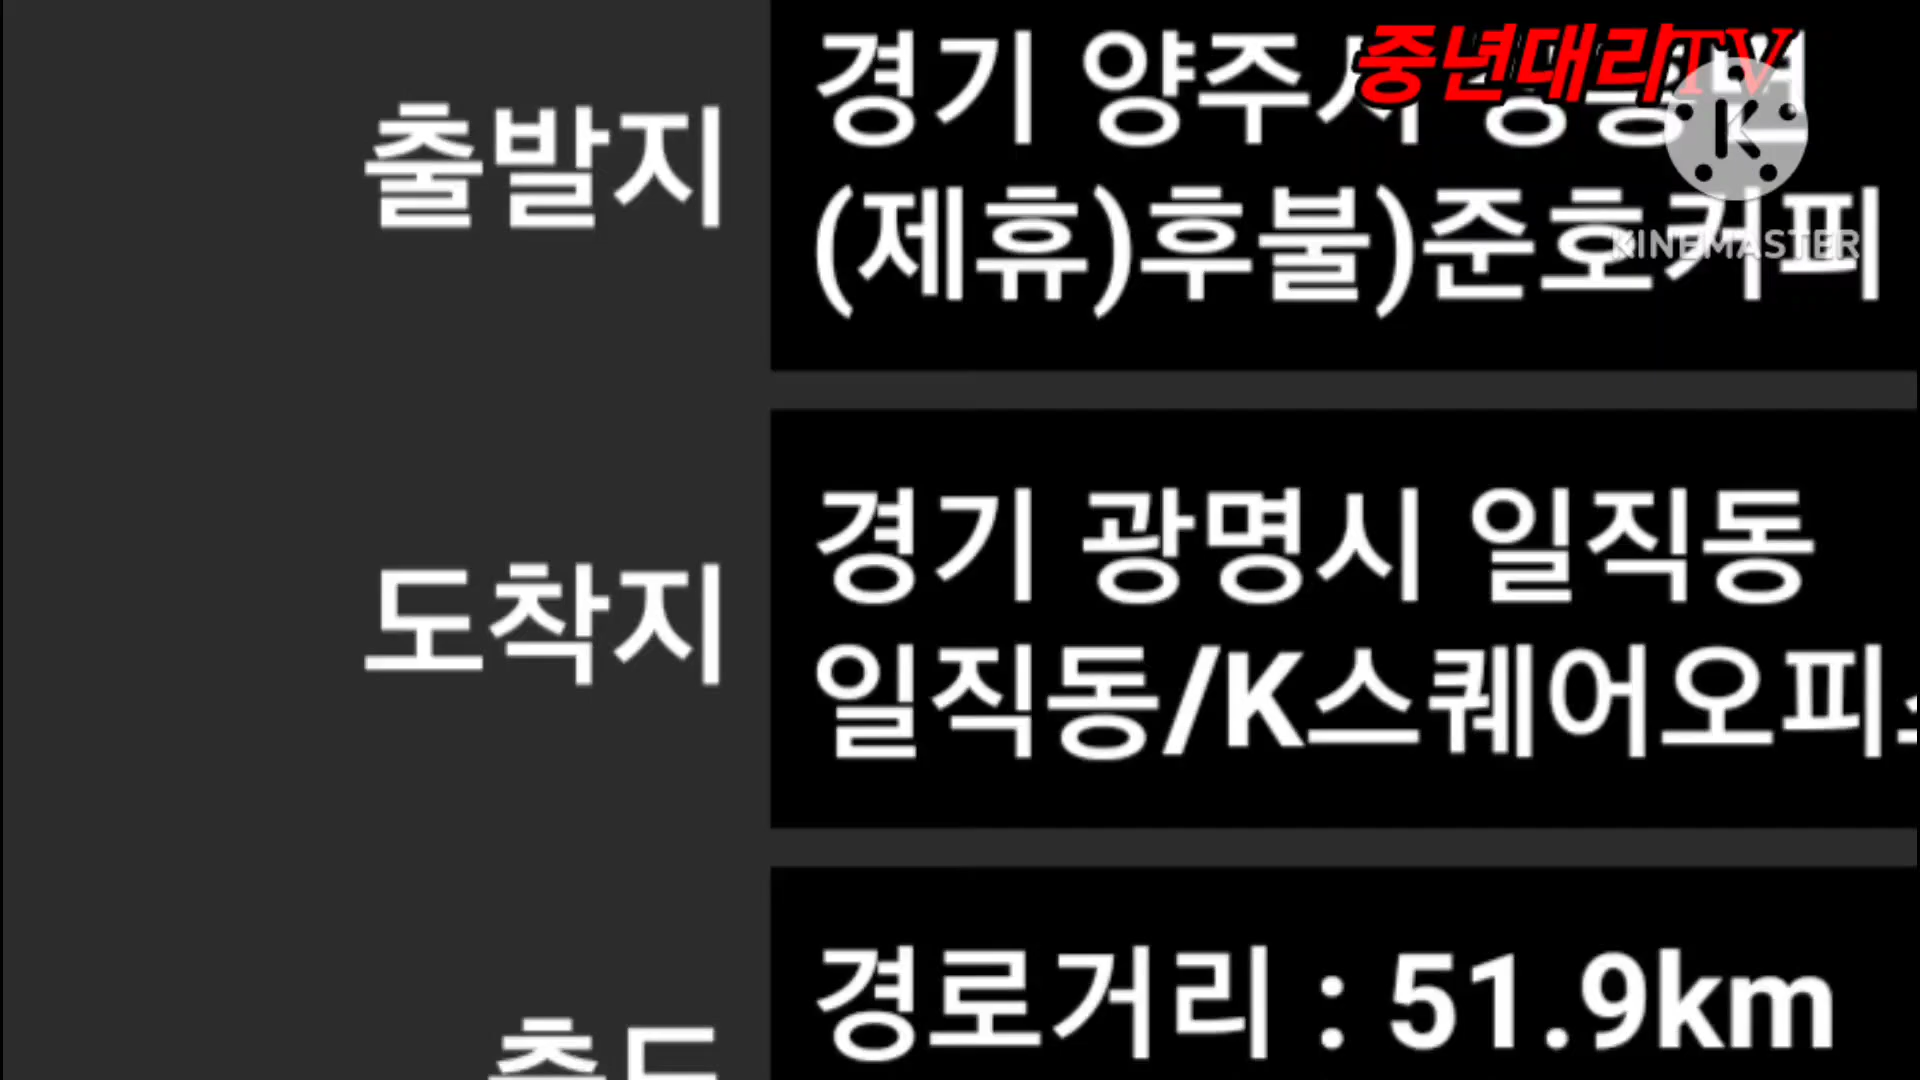 중년대리TV
출발지
경기 양주시
(제휴)후불)준호커피
KINEMASTER
도착지
경기 광명시 일직동
일직동/K스퀘어오피
경로거리 : 51.9km